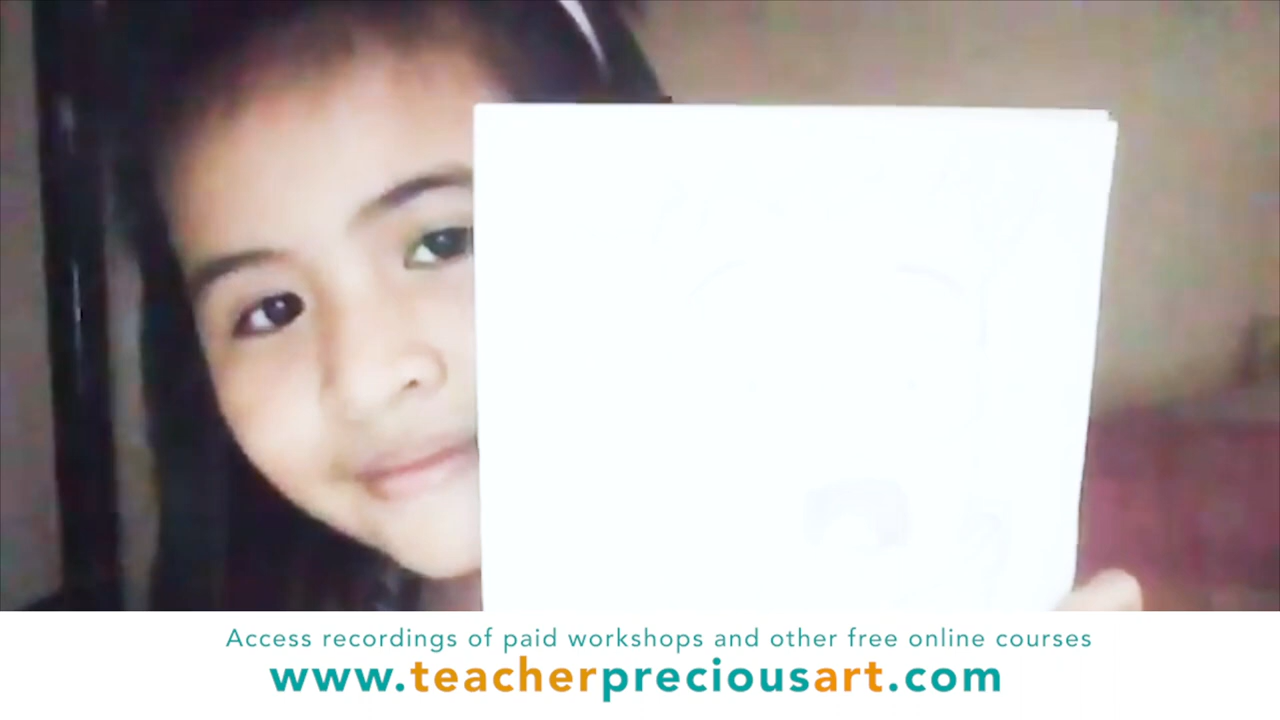 Access recordings of paid workshops and other free online courses
www.teacherpreciousart.com